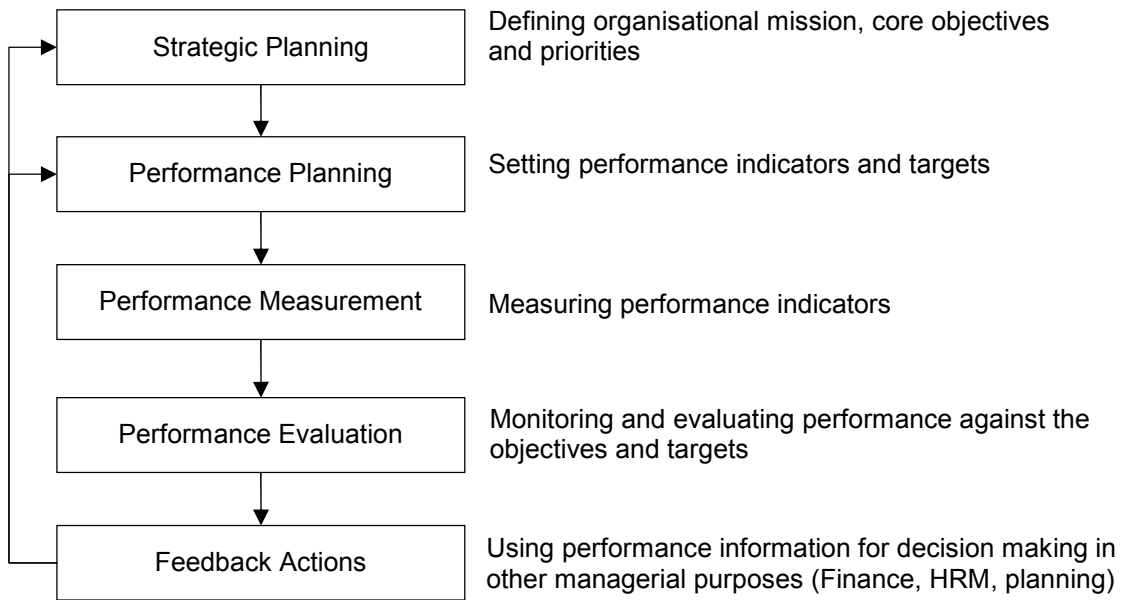 Strategic Planning
Defining organisational mission, core objectives
and priorities
Performance Planning
Setting performance indicators and targets
Performance Measurement
Measuring performance indicators
Performance Evaluation
Monitoring and evaluating performance against the
objectives and targets
Feedback Actions
Using performance information for decision making in
other managerial purposes (Finance, HRM, planning)